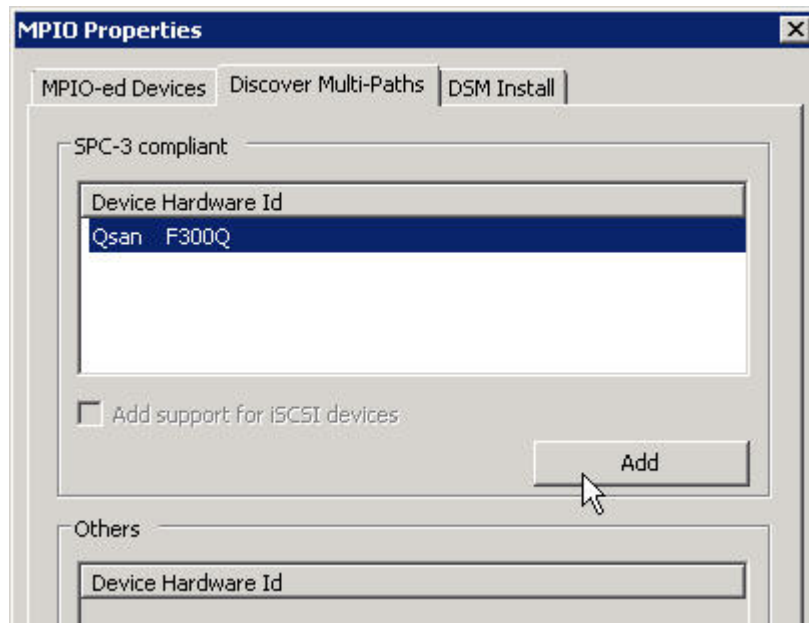 MPIO Properties
MPIO-ed Devices Discover Multi-Paths DSM Install
SPC-3 compliant
Device Hardware Id
Qsan F300Q
Add support for iSCSI devices
Add
Others
Device Hardware Id